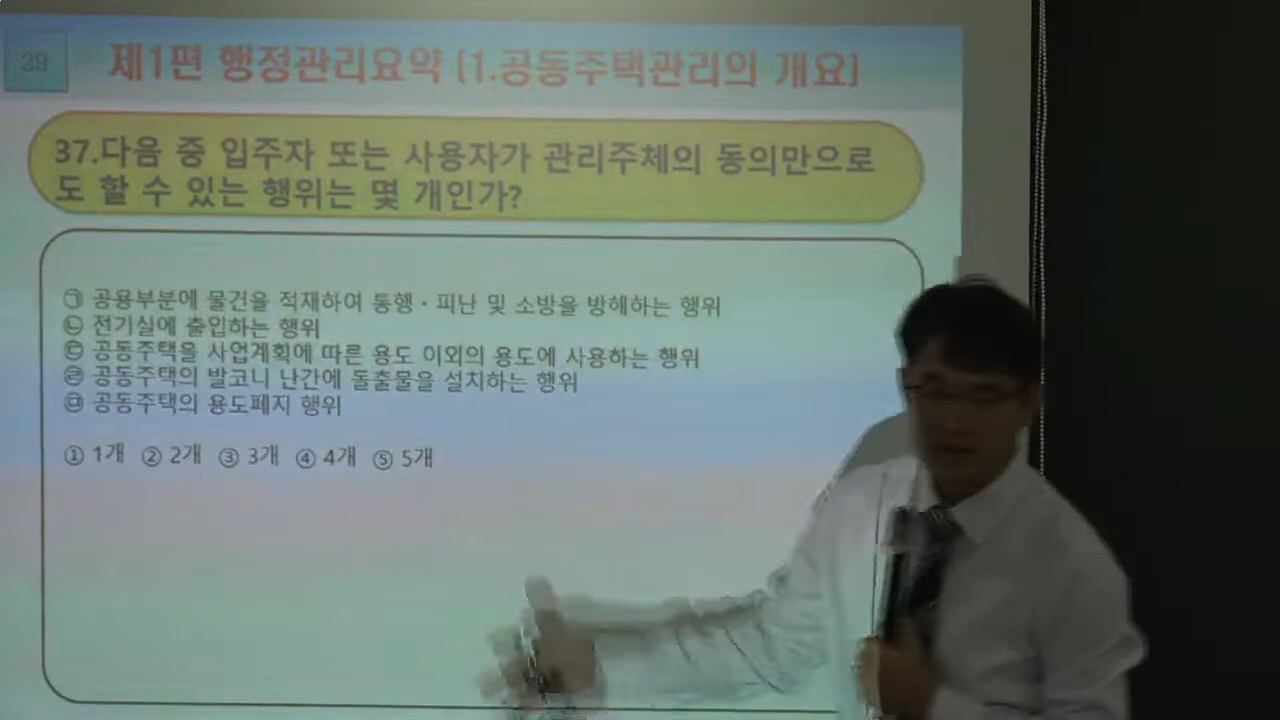 29
제1편 행정관리요약 [1.공동주택관리의 개요]
37.다음 중 입주자 또는 사용자가 관리주체의 동의만으로
도 할 수 있는 행위는 몇 개인가?
㉠ 공용부분에 물건을 적재하여 통행·피난 및 소방을 방해하는 행위
㉡ 전기실에 출입하는 행위
㉢ 공동주택을 사업계획에 따른 용도 이외의 용도에 사용하는 행위
㉣ 공동주택의 발코니 난간에 돌출물을 설치하는 행위
㉤ 공동주택의 용도폐지 행위
① 1개 ② 2개 ③ 3개 ④ 4개 ⑤ 5개